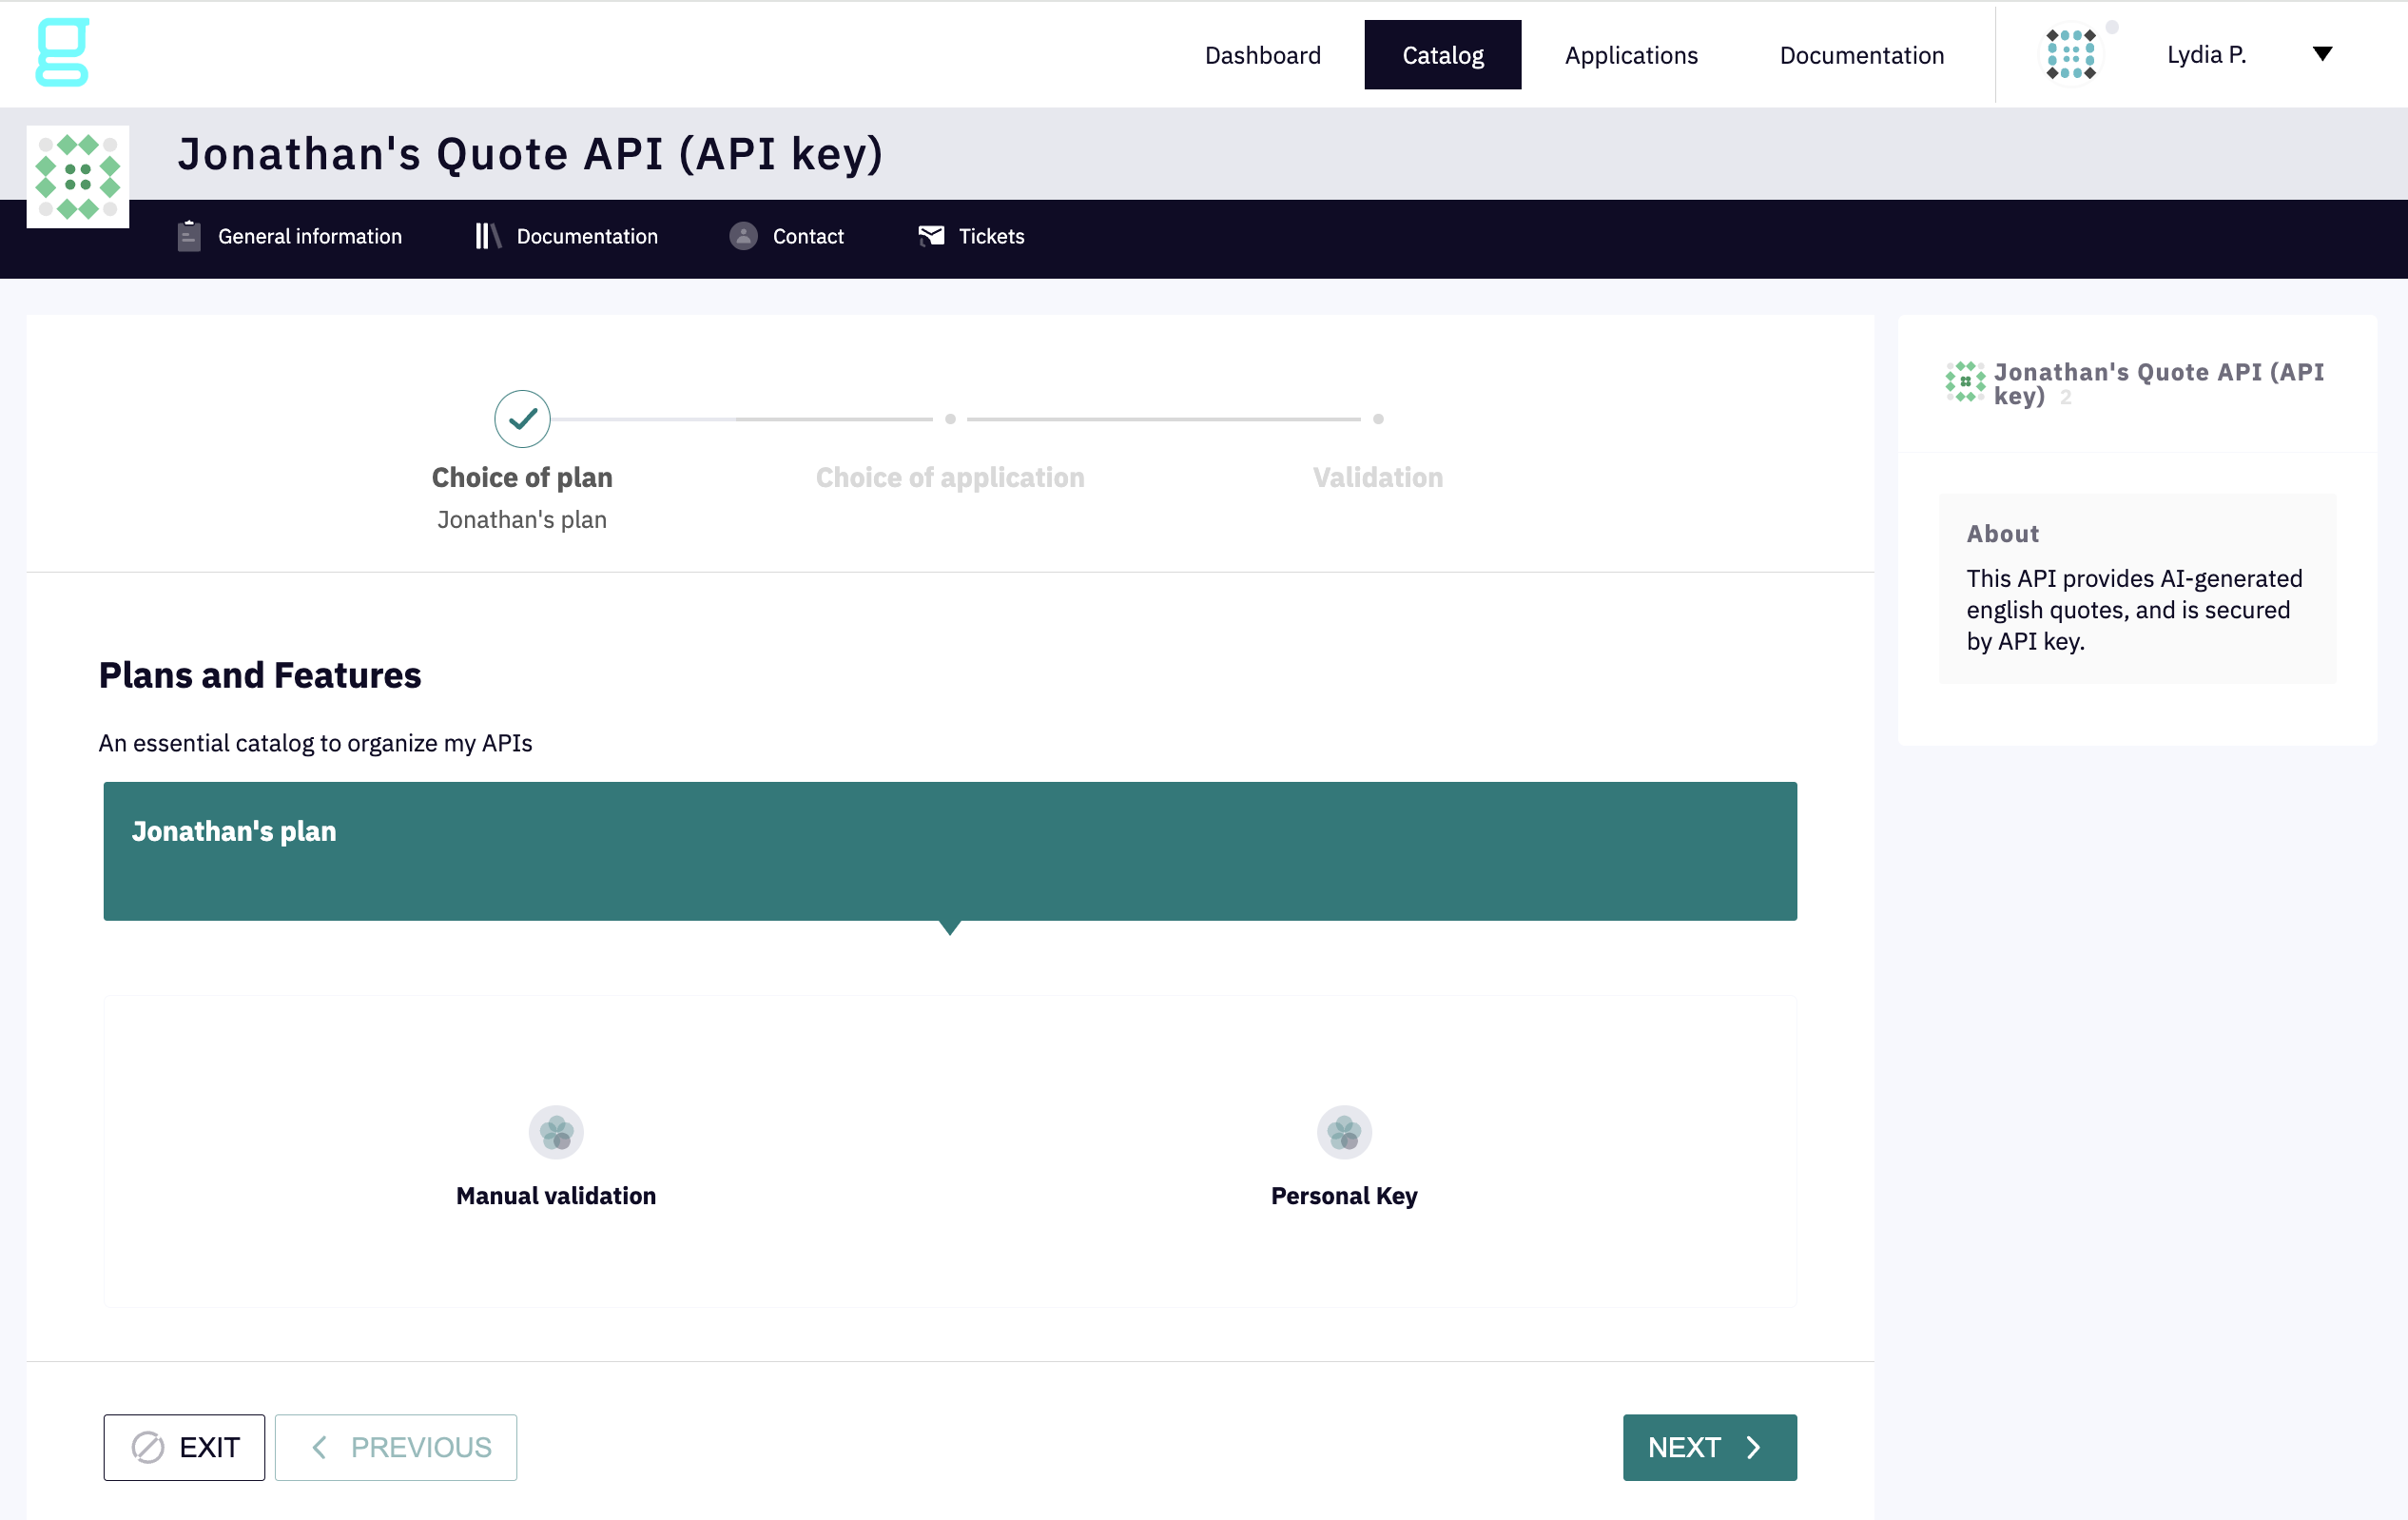 g
Dashboard
Catalog
Applications
Documentation
Lydia P.
Jonathan's Quote API (API key)
General information
Documentation
Contact
Tickets
Choice of plan
Jonathan's plan
Choice of application
Validation
Jonathan's Quote API (API
key) 2
About
This API provides AI-generated
english quotes, and is secured
by API key.
Plans and Features
An essential catalog to organize my APIs
Jonathan's plan
Manual validation
Personal Key
EXIT
PREVIOUS
NEXT